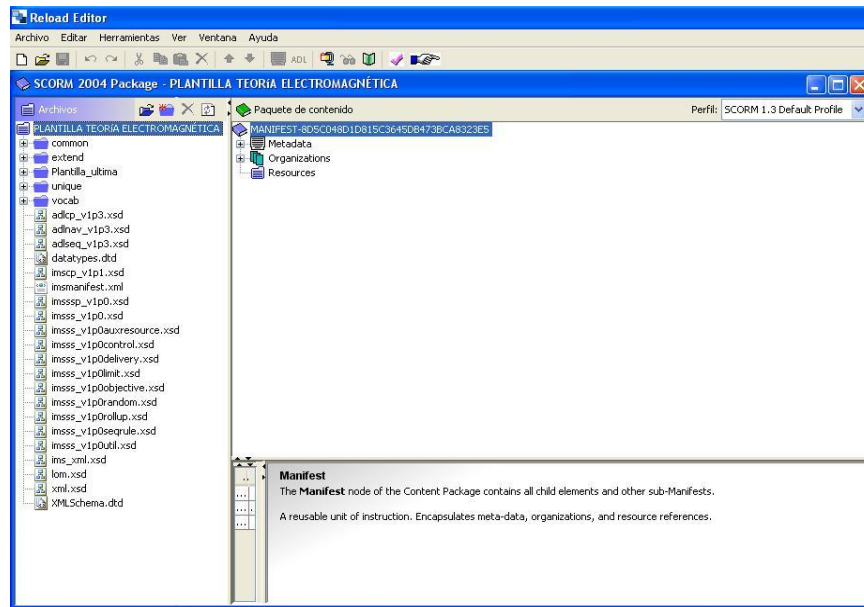 Reload Editor
Archivo Editar Herramientas Ver Ventana Ayuda
ADL
SCORM 2004 Package - PLANTILLA TEORíA ELECTROMAGNÉTICA
Archivos
Paquete de contenido
Perfil: SCORM 1.3 Default Profile
PLANTILLA TEORíA ELECTROMAGNÉTICA
common
extend
Plantilla_ultima
unique
vocab
adlcp_v1p3.xsd
adlnav_v1p3.xsd
adlseq_v1p3.xsd
datatypes.dtd
imscp_v1p1.xsd
imsmanifest.xml
imsssp_v1p0.xsd
imsss_v1p0.xsd
imsss_v1p0auxresource.xsd
imsss_v1p0control.xsd
imsss_v1p0delivery.xsd
imsss_v1p0limit.xsd
imsss_v1p0objective.xsd
imsss_v1p0random.xsd
imsss_v1p0rollup.xsd
imsss_v1p0seqrule.xsd
imsss_v1p0util.xsd
ims_xml.xsd
lom.xsd
xml.xsd
XMLSchema.dtd
MANIFEST-8D5C048D1D815C3645DB473BCA8323E5
Metadata
Organizations
Resources
Manifest
The Manifest node of the Content Package contains all child elements and other sub-Manifests.
A reusable unit of instruction. Encapsulates meta-data, organizations, and resource references.